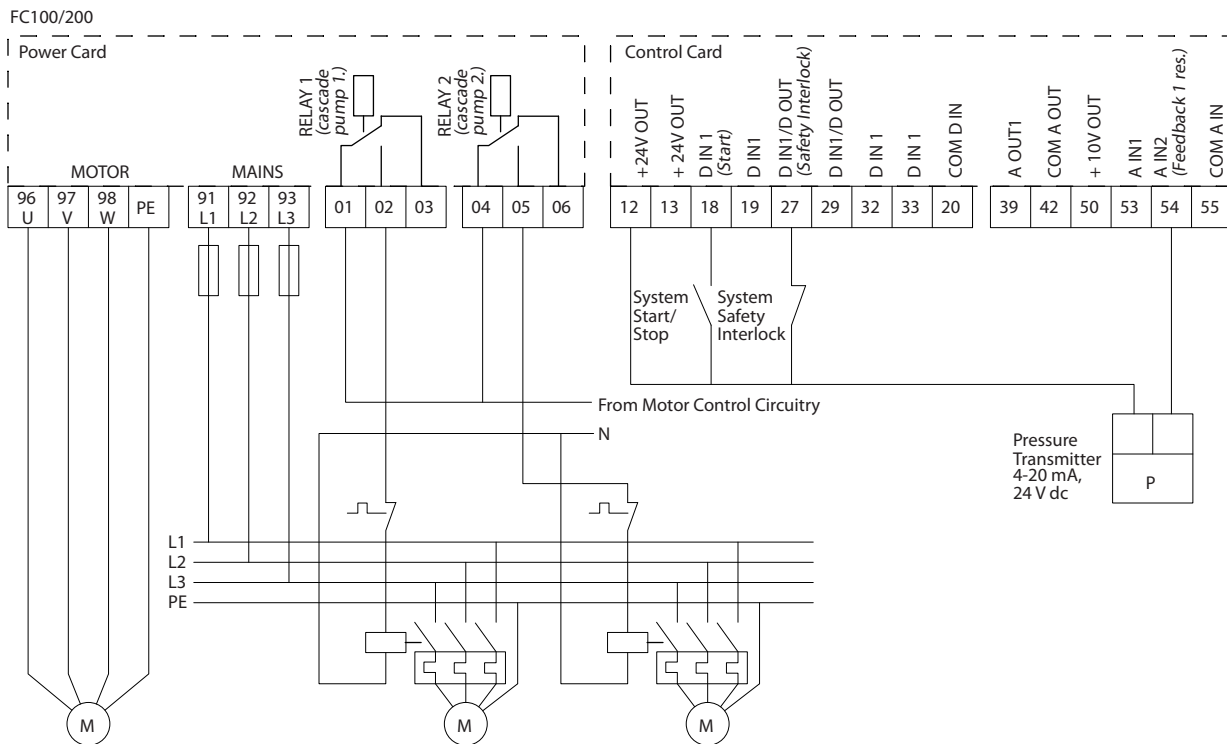 FC100/200
Power Card
Control Card
RELAY 1
(cascade
pump 1.)
RELAY 2
(cascade
pump 2.)
+24V OUT
+ 24V OUT
D IN 1
(Start)
D IN1
D IN1/D OUT
(Safety Interlock)
D IN1/D OUT
D IN 1
D IN 1
COM D IN
A OUT1
COM A OUT
+ 10V OUT
A IN1
A IN2
(Feedback 1 res.)
COM A IN
MOTOR
MAINS
96 97 98 PE
U V W
91 92 93
L1 L2 L3
01 02 03
04 05 06
12 13 18 19 27 29 32 33 20
39 42 50 53 54 55
System
Start/
Stop
System
Safety
Interlock
From Motor Control Circuitry
N
Pressure
Transmitter
4-20 mA,
24 V dc
P
L1
L2
L3
PE
M
M
M